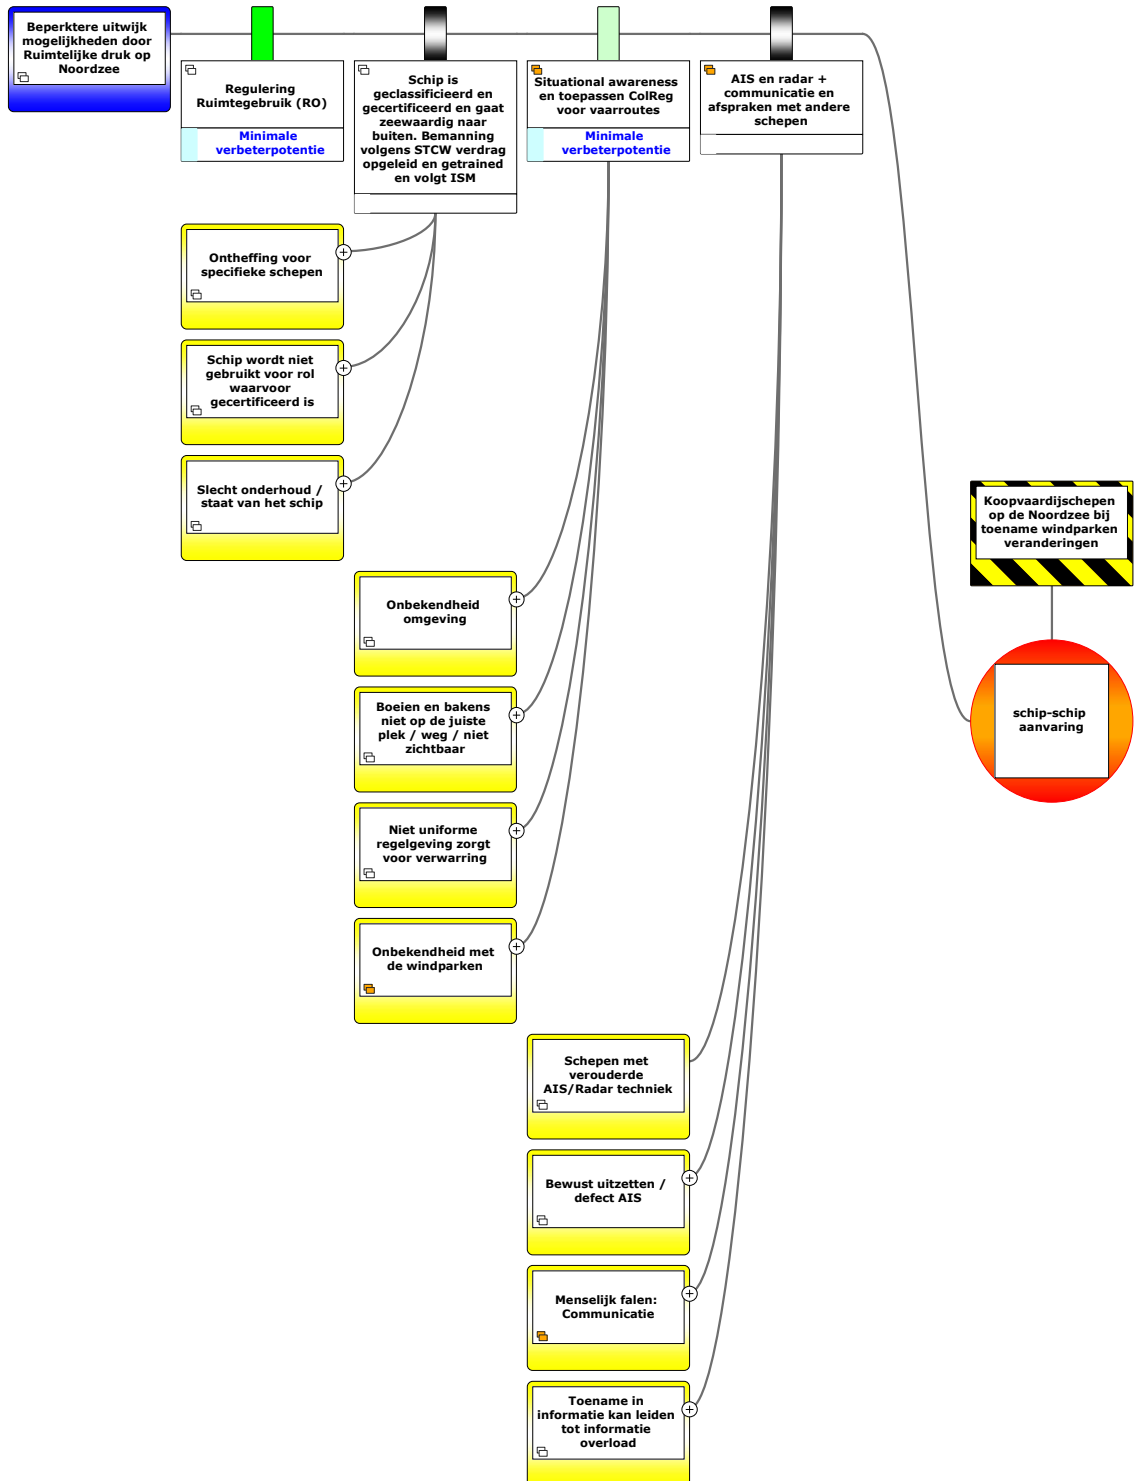 Beperktere uitwijk
mogelijkheden door
Ruimtelijke druk op
Noordzee
Regulering
Ruimtegebruik (RO)
Minimale
verbeterpotentie
Schip is
geclassificieerd en
gecertificeerd en gaat
zeewaardig naar
buiten. Bemanning
volgens STCW verdrag
opgeleid en getrained
en volgt ISM
Situational awareness
en toepassen ColReg
voor vaarroutes
Minimale
verbeterpotentie
AIS en radar +
communicatie en
afspraken met andere
schepen
Ontheffing voor
specifieke schepen
Schip wordt niet
gebruikt voor rol
waarvoor
gecertificeerd is
Slecht onderhoud /
staat van het schip
Koopvaardijschepen
op de Noordzee bij
toename windparken
veranderingen
Onbekendheid
omgeving
Boeien en bakens
niet op de juiste
plek / weg / niet
zichtbaar
schip-schip
aanvaring
Niet uniforme
regelgeving zorgt
voor verwarring
Onbekendheid met
de windparken
Schepen met
verouderde
AIS/Radar techniek
Bewust uitzetten /
defect AIS
Menselijk falen:
Communicatie
Toename in
informatie kan leiden
tot informatie
overload